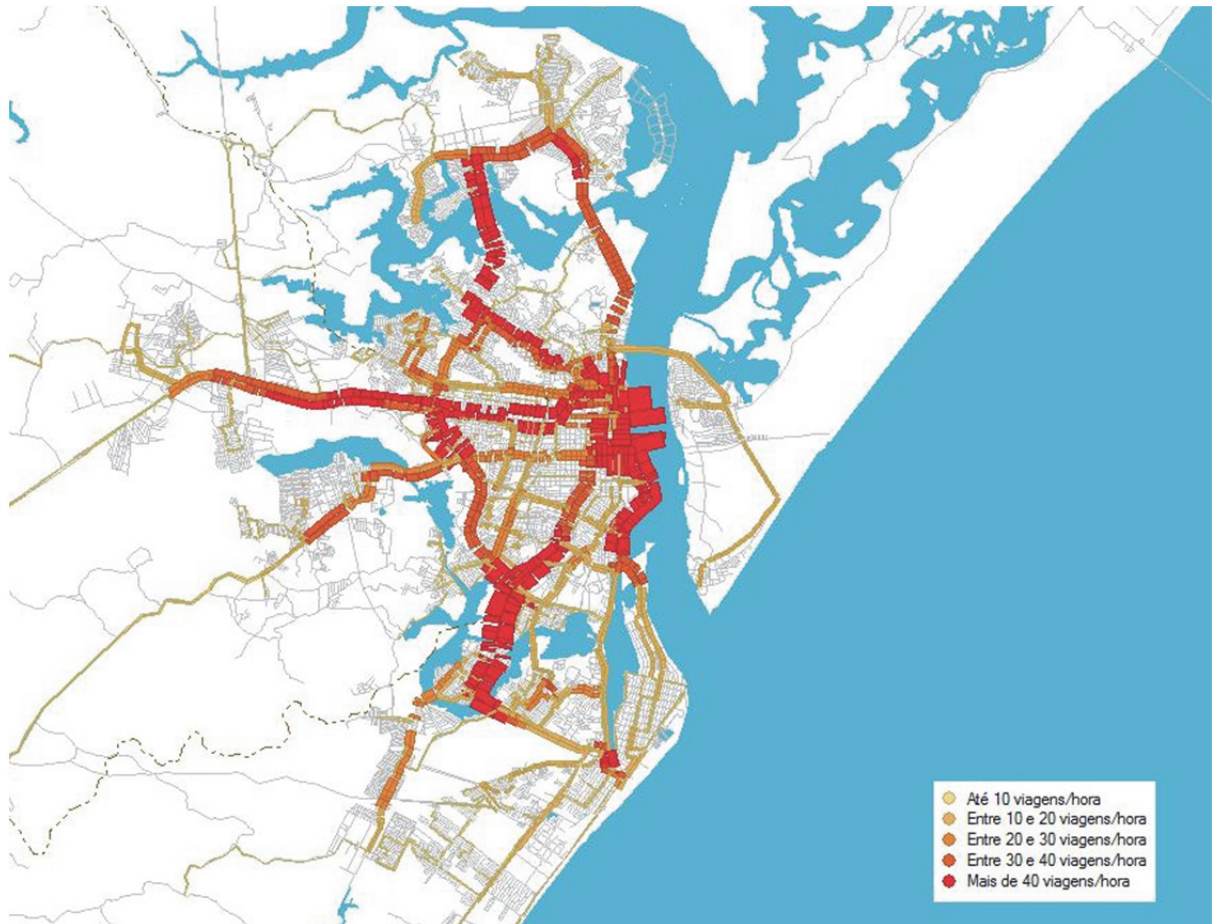 Até 10 viagens/hora
Entre 10 e 20 viagens/hora
Entre 20 e 30 viagens/hora
Entre 30 e 40 viagens/hora
Mais de 40 viagens/hora